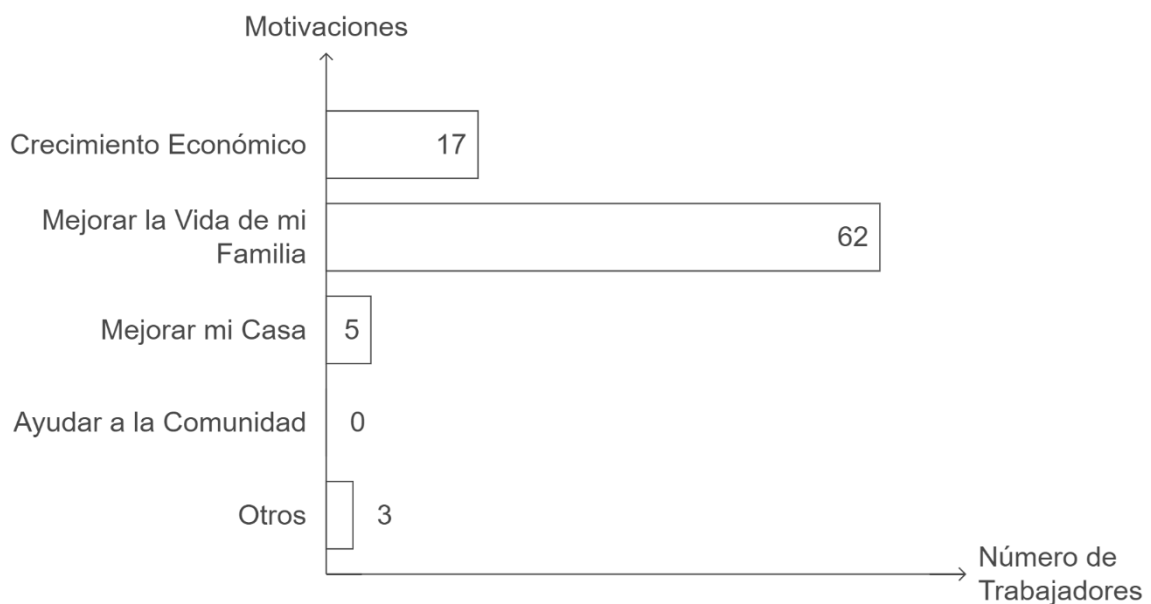 Motivaciones
Crecimiento Económico
17
Mejorar la Vida de mi
Familia
62
Mejorar mi Casa
5
Ayudar a la Comunidad
0
Otros
3
Número de
Trabajadores